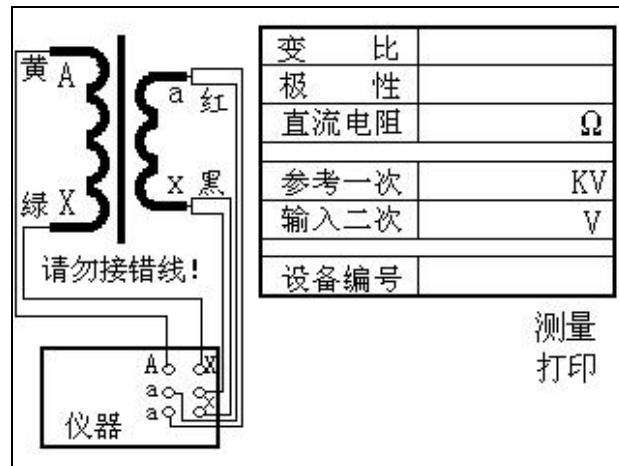 黄 A
a 红
X 黑
绿 X
请勿接错线!
A X
a
a X
仪器
变 比
极 性
直流电阻 Ω
参考一次 KV
输入二次 V
设备编号
测量
打印